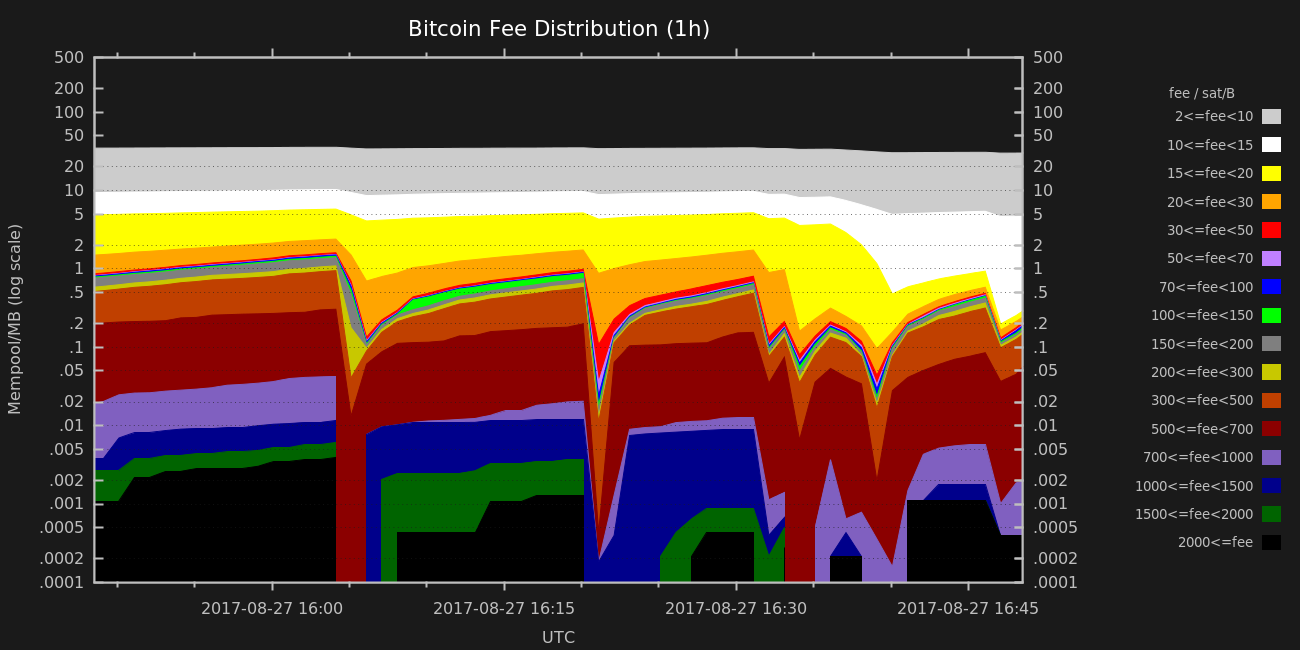 Bitcoin Fee Distribution (1h)
500 500
200 200
100 100
50 50
20 20
10 10
5 5
2 2
1 1
.5 .5
.2 .2
.1 .1
.05 .05
.02 .02
.01 .01
.005 .005
.002 .002
.001 .001
.0005 .0005
.0002 .0002
.0001 .0001
Mempool/MB (log scale)
2017-08-27 16:00 2017-08-27 16:15 2017-08-27 16:30 2017-08-27 16:45
UTC
fee / sat/B
2<=fee<10
10<=fee<15
15<=fee<20
20<=fee<30
30<=fee<50
50<=fee<70
70<=fee<100
100<=fee<150
150<=fee<200
200<=fee<300
300<=fee<500
500<=fee<700
700<=fee<1000
1000<=fee<1500
1500<=fee<2000
2000<=fee